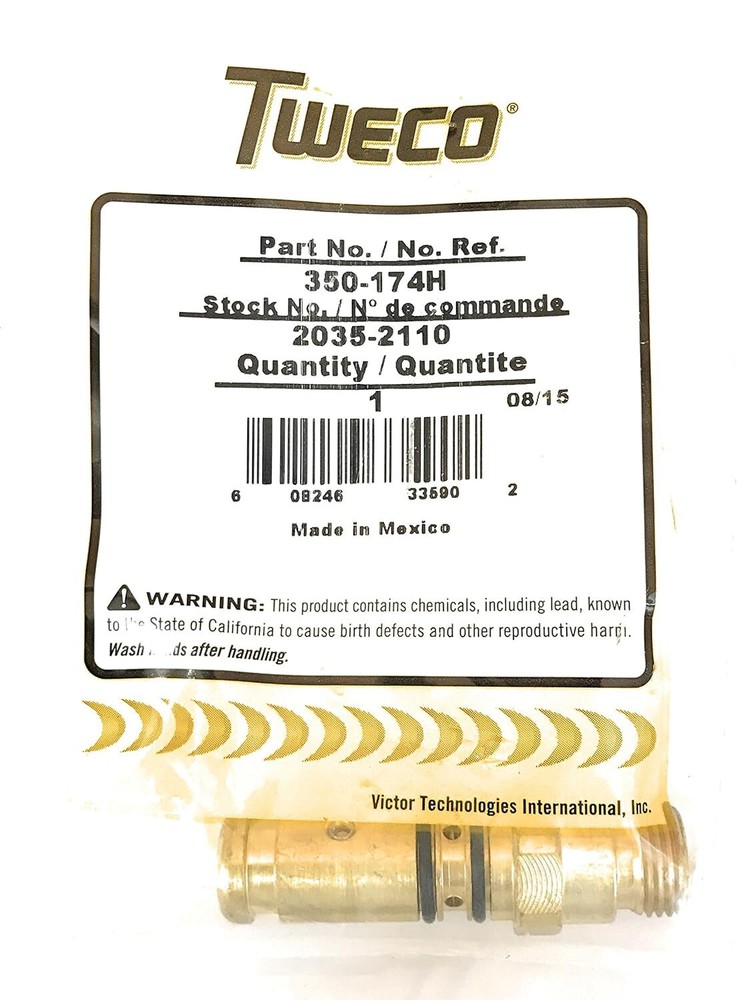 TWECO®
Part No. / No. Ref.
350-174H
Stock No. / N° de commande
2035-2110
Quantity / Quantite
1 08/15
6 08246 33590 2
Made in Mexico
WARNING: This product contains chemicals, including lead, known
to the State of California to cause birth defects and other reproductive harm.
Wash after handling.
Victor Technologies International, Inc.